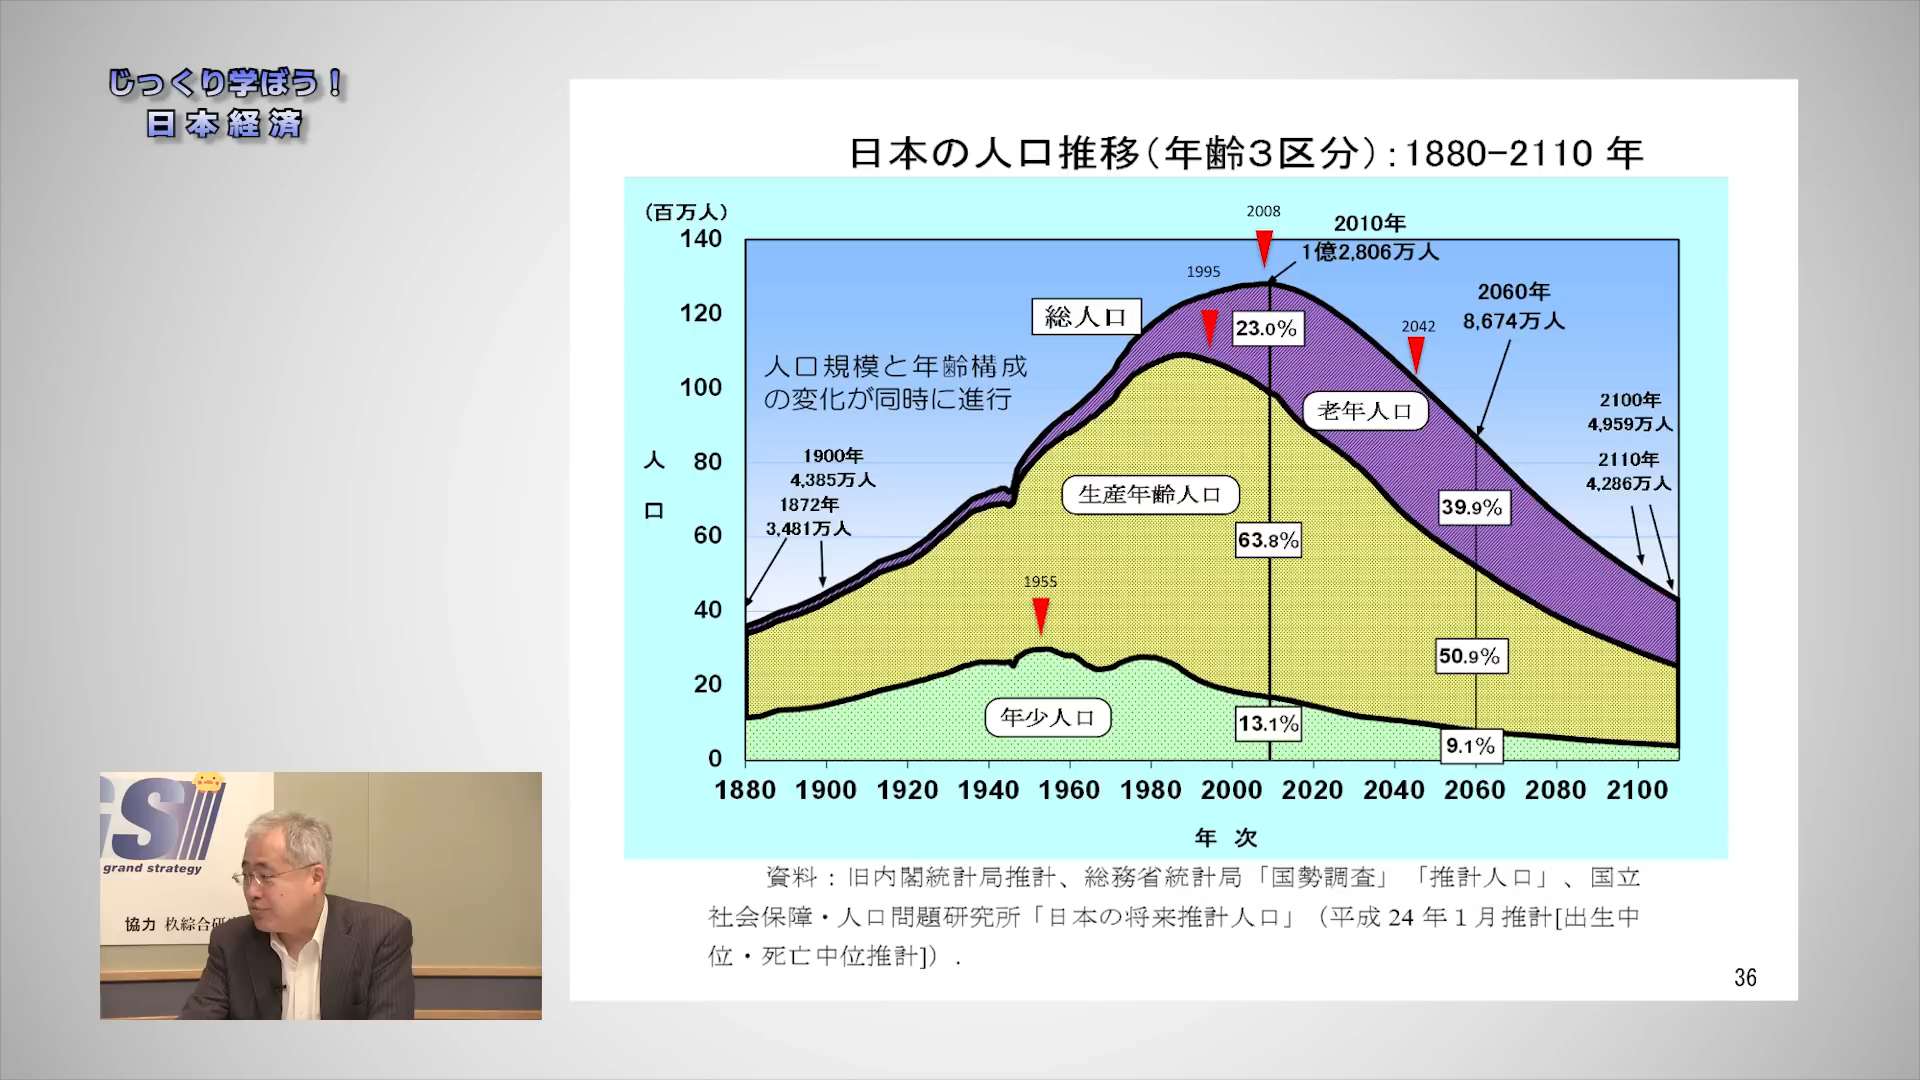 じっくり学ぼう！
日本経済
日本の人口推移（年齢３区分）：1880-2110 年
（百万人）
140
120
100
80
60
40
20
0
人
口
1880 1900 1920 1940 1960 1980 2000 2020 2040 2060 2080 2100
年 次
2008
2010年
1億2,806万人
1995
総人口
23.0%
2060年
8,674万人
2042
人口規模と年齢構成
の変化が同時に進行
老年人口
2100年
4,959万人
2110年
4,286万人
1900年
4,385万人
1872年
3,481万人
生産年齢人口
39.9%
63.8%
1955
50.9%
年少人口
13.1%
9.1%
資料：旧内閣統計局推計、総務省統計局「国勢調査」「推計人口」、国立
社会保障・人口問題研究所「日本の将来推計人口」（平成 24 年 1 月推計[出生中
位・死亡中位推計]）.
36
GSI
grand strategy
協力 杦綜合研